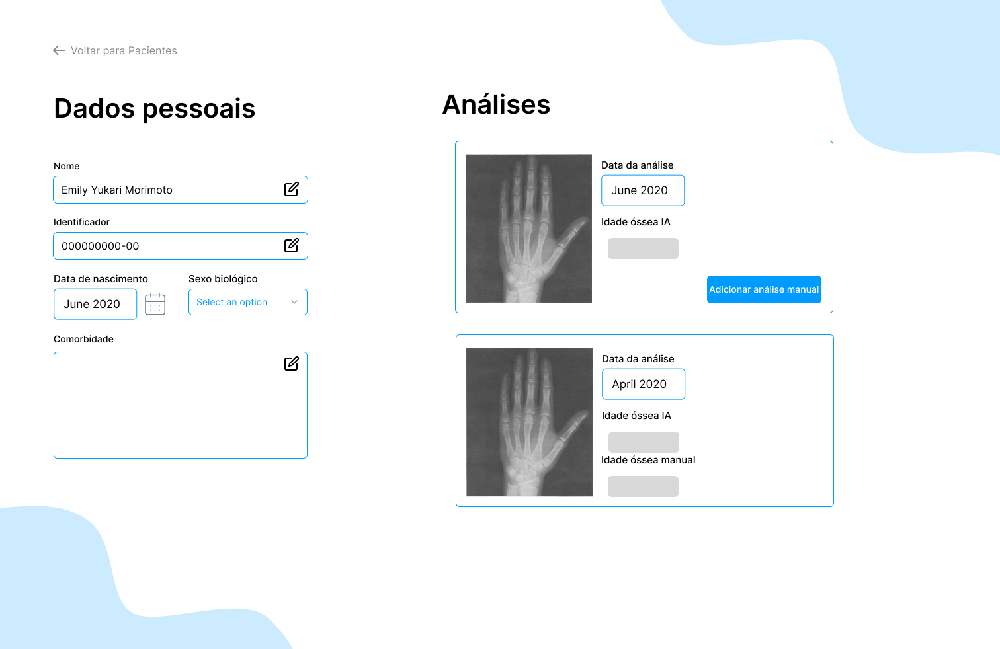 Voltar para Pacientes
Dados pessoais
Nome
Emily Yukari Morimoto
Identificador
000000000-00
Data de nascimento
June 2020
Sexo biológico
Select an option
Comorbidade
Análises
Data da análise
June 2020
Idade óssea IA
Adicionar análise manual
Data da análise
April 2020
Idade óssea IA
Idade óssea manual